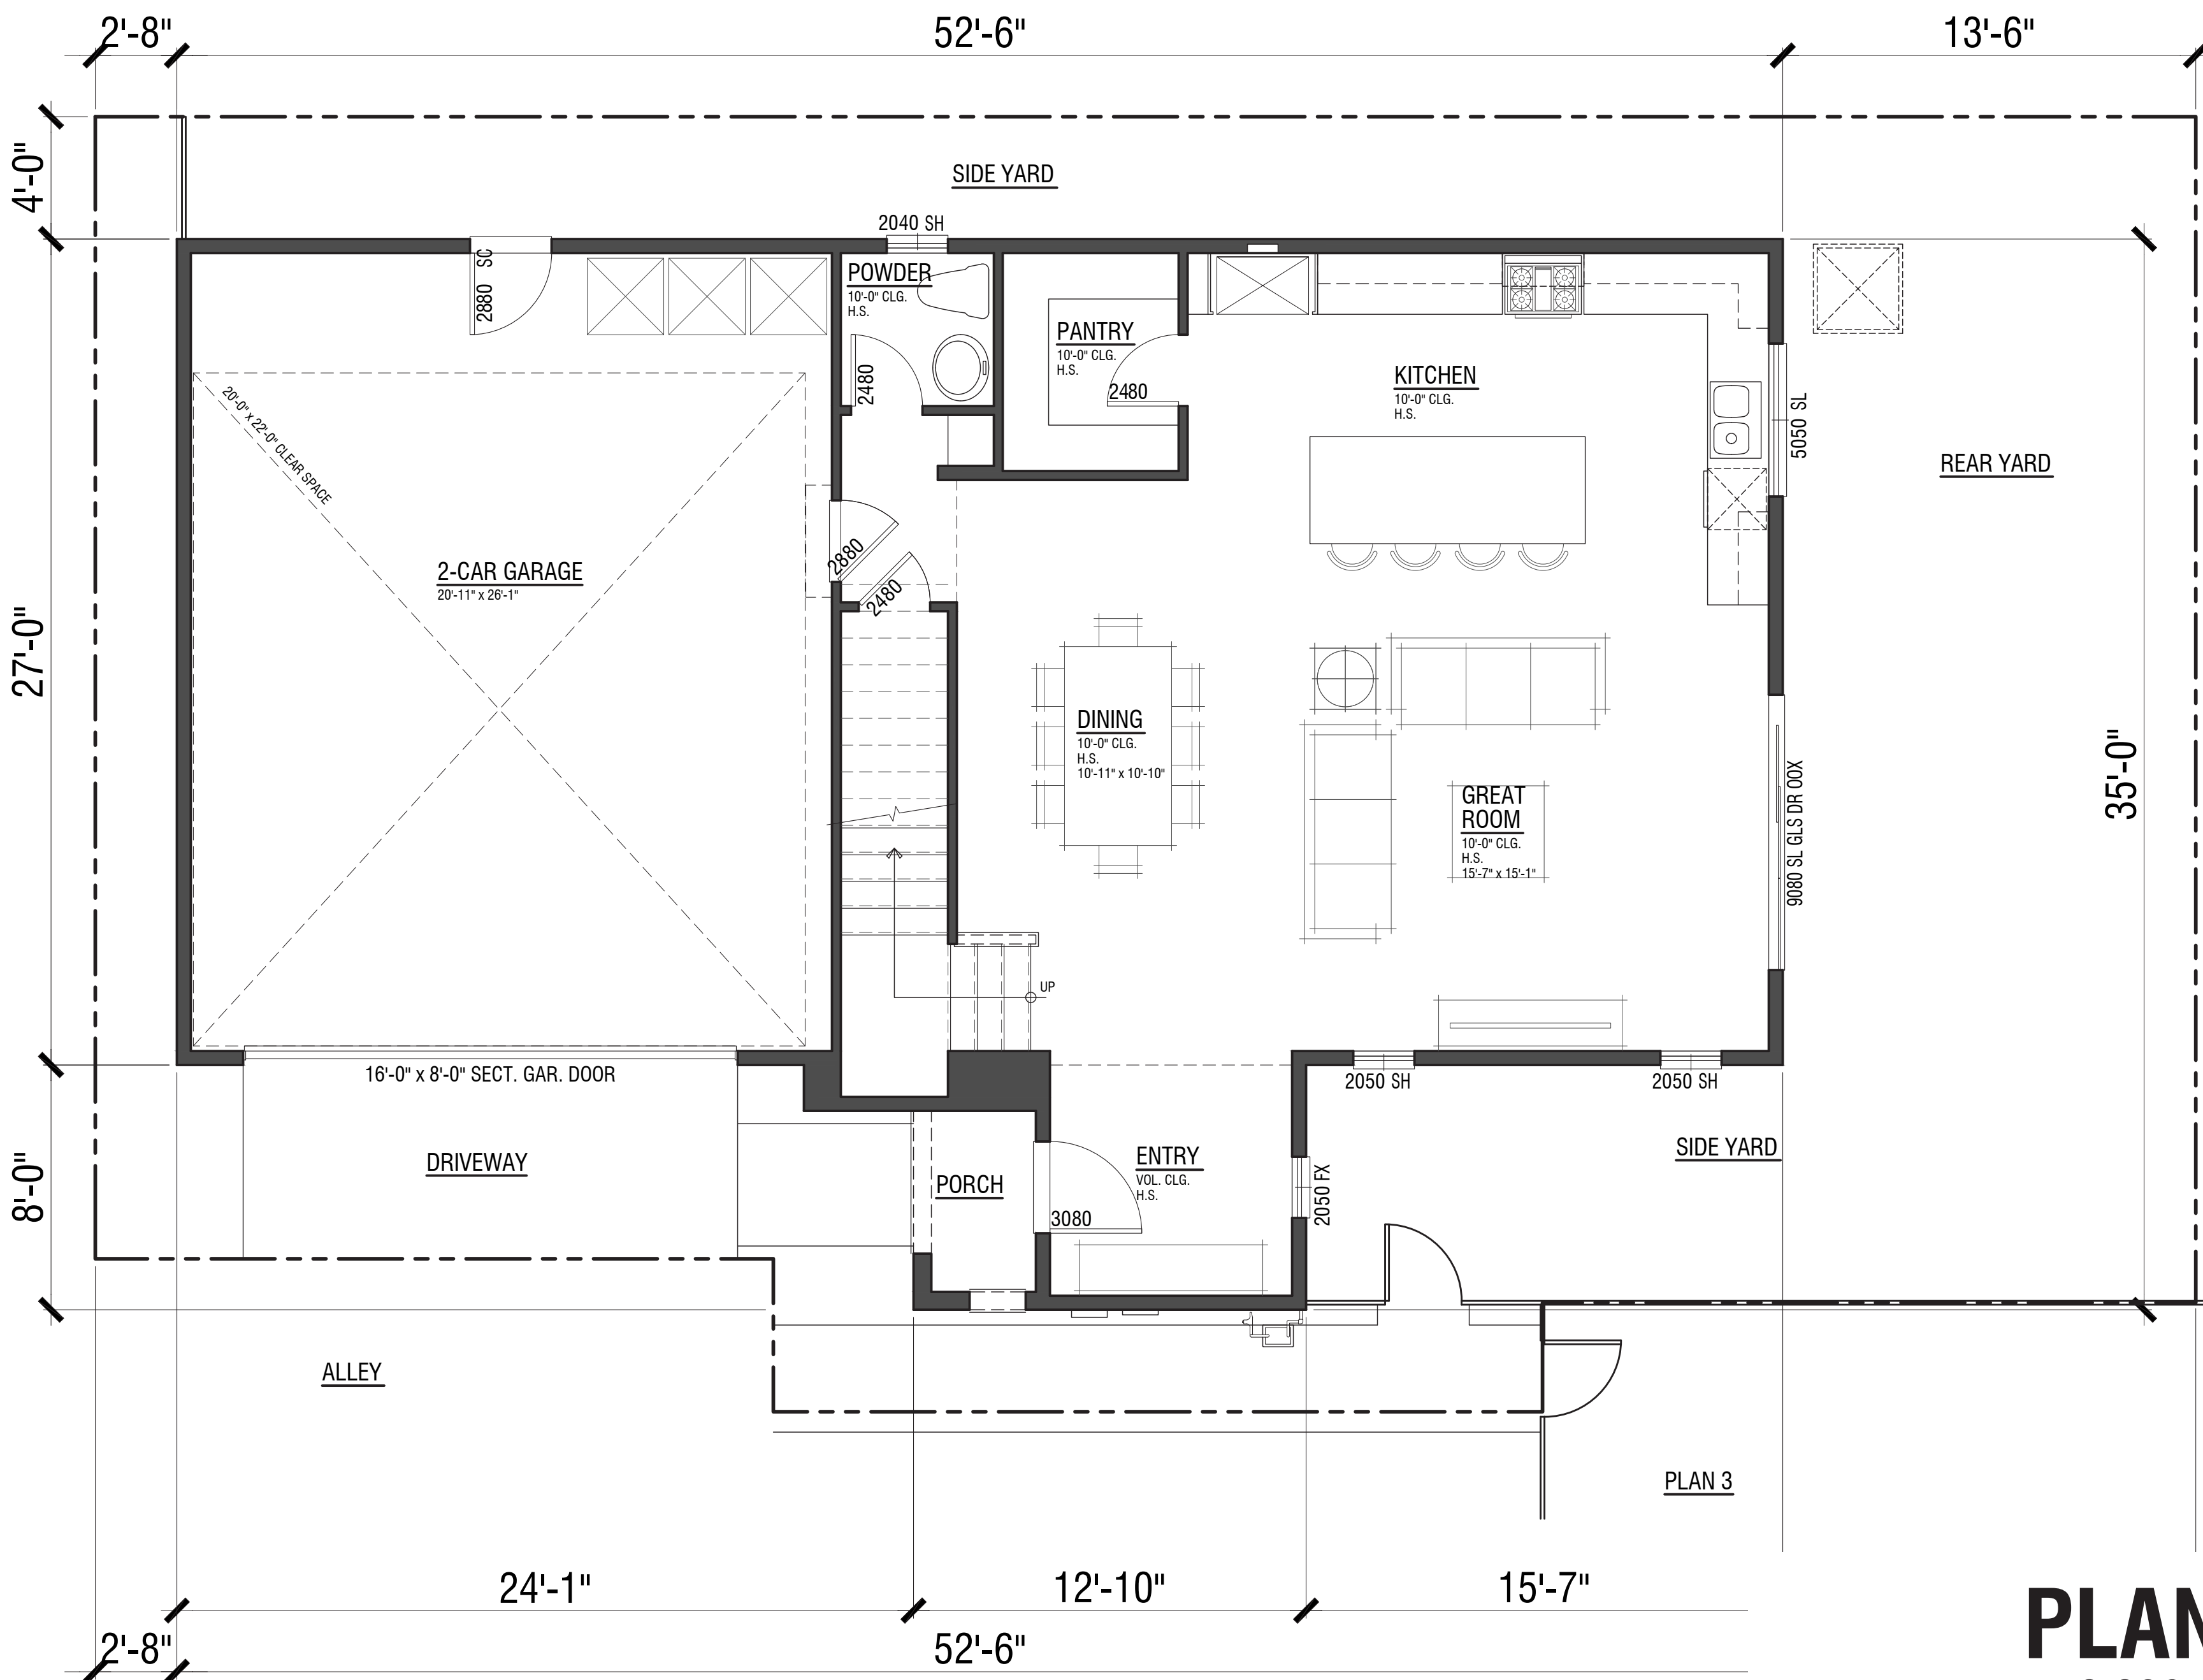 2'-8"
52'-6"
13'-6"
4'-0"
SIDE YARD
2040 SH
2880 SC
POWDER
10'-0" CLG.
H.S.
PANTRY
10'-0" CLG.
H.S.
2480
2480
KITCHEN
10'-0" CLG.
H.S.
5050 SL
REAR YARD
20'-0" x 22'-0" CLEAR SPACE
2-CAR GARAGE
20'-11" x 26'-1"
2880
2480
27'-0"
DINING
10'-0" CLG.
H.S.
10'-11" x 10'-10"
GREAT
ROOM
10'-0" CLG.
H.S.
15'-7" x 15'-1"
9080 SL GLS DR OOX
35'-0"
UP
16'-0" x 8'-0" SECT. GAR. DOOR
2050 SH
2050 SH
8'-0"
DRIVEWAY
PORCH
ENTRY
VOL. CLG.
H.S.
3080
2050 FX
SIDE YARD
ALLEY
PLAN 3
24'-1"
12'-10"
15'-7"
PLAN
2'-8"
52'-6"